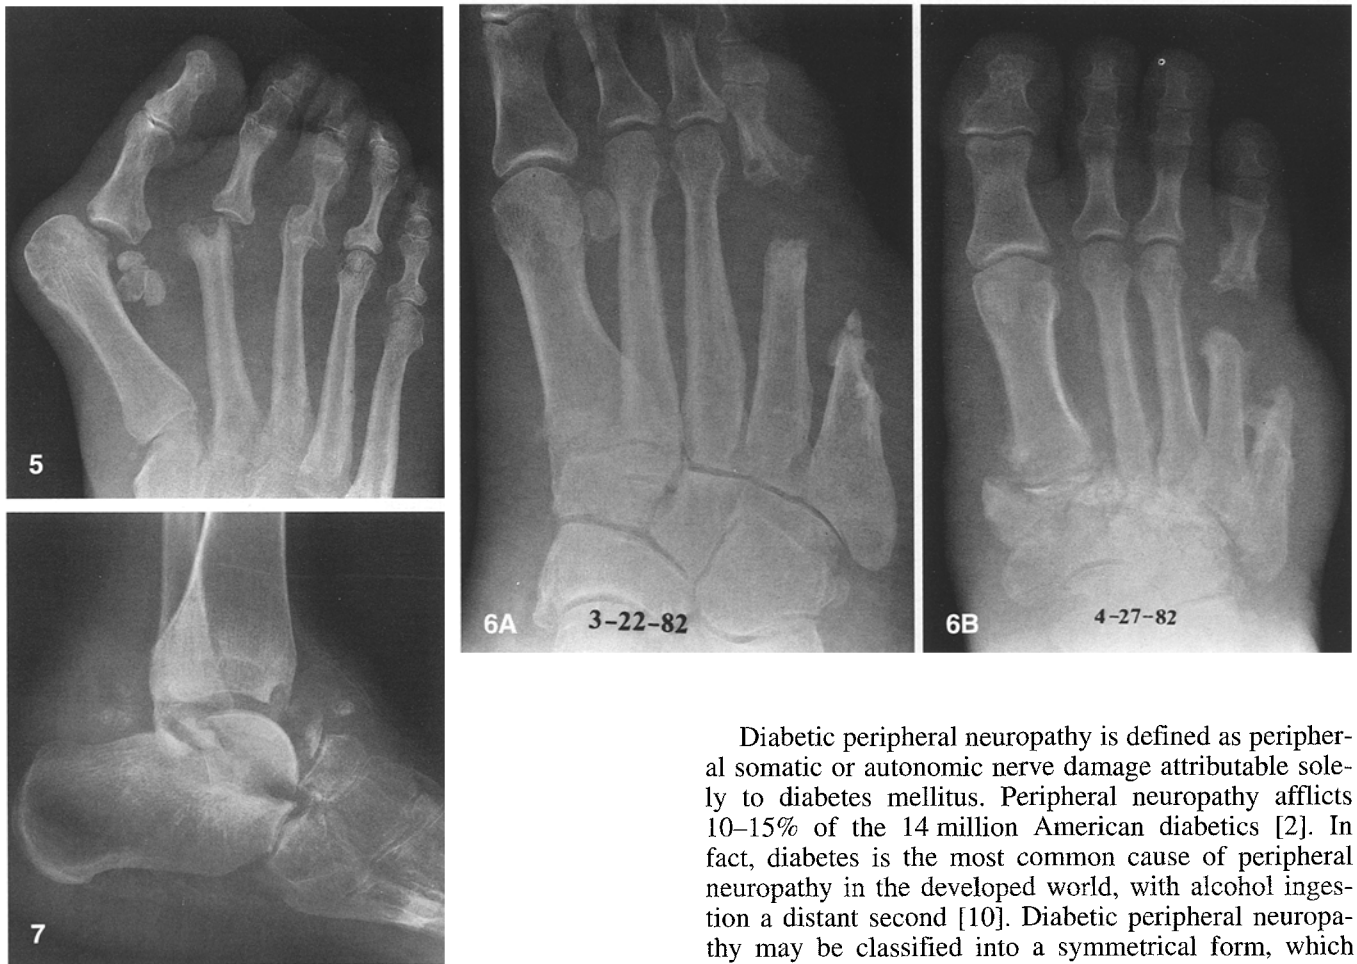 5
6A
3-22-82
6B
4-27-82
7
Diabetic peripheral neuropathy is defined as peripher-
al somatic or autonomic nerve damage attributable sole-
ly to diabetes mellitus. Peripheral neuropathy afflicts
10–15% of the 14 million American diabetics [2]. In
fact, diabetes is the most common cause of peripheral
neuropathy in the developed world, with alcohol inges-
tion a distant second [10]. Diabetic peripheral neuropa-
thy may be classified into a symmetrical form, which